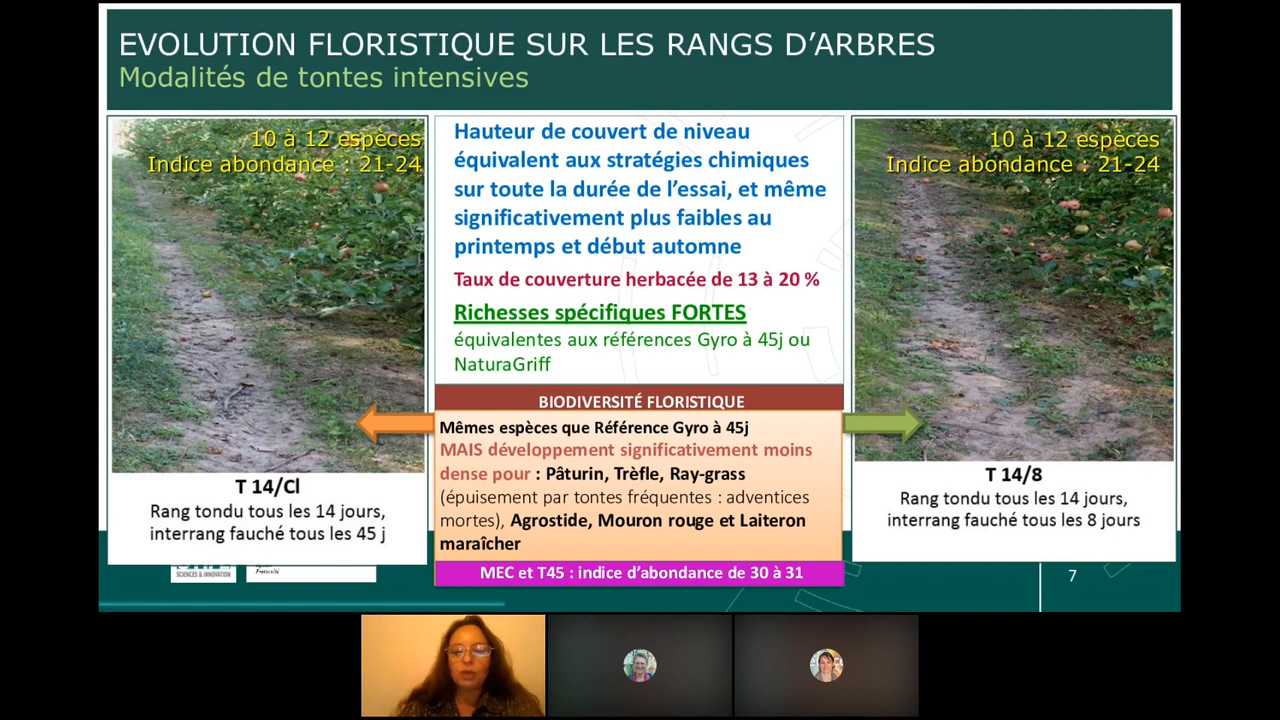 EVOLUTION FLORISTIQUE SUR LES RANGS D'ARBRES
Modalités de tontes intensives
10 à 12 espèces
Indice abondance : 21-24
T 14/Cl
Rang tondu tous les 14 jours,
interrang fauché tous les 45 j
Hauteur de couvert de niveau
équivalent aux stratégies chimiques
sur toute la durée de l'essai, et même
significativement plus faibles au
printemps et début automne
Taux de couverture herbacée de 13 à 20 %
Richesses spécifiques FORTES
équivalentes aux références Gyro à 45j ou
NaturaGriff
BIODIVERSITÉ FLORISTIQUE
Mêmes espèces que Référence Gyro à 45j
MAIS développement significativement moins
dense pour : Pâturin, Trèfle, Ray-grass
(épuisement par tontes fréquentes : adventices
mortes), Agrostide, Mouron rouge et Laiteron
maraîcher
MEC et T45 : indice d'abondance de 30 à 31
10 à 12 espèces
Indice abondance : 21-24
T 14/8
Rang tondu tous les 14 jours,
interrang fauché tous les 8 jours
SCIENCES & INNOVATION
Fraternité
7